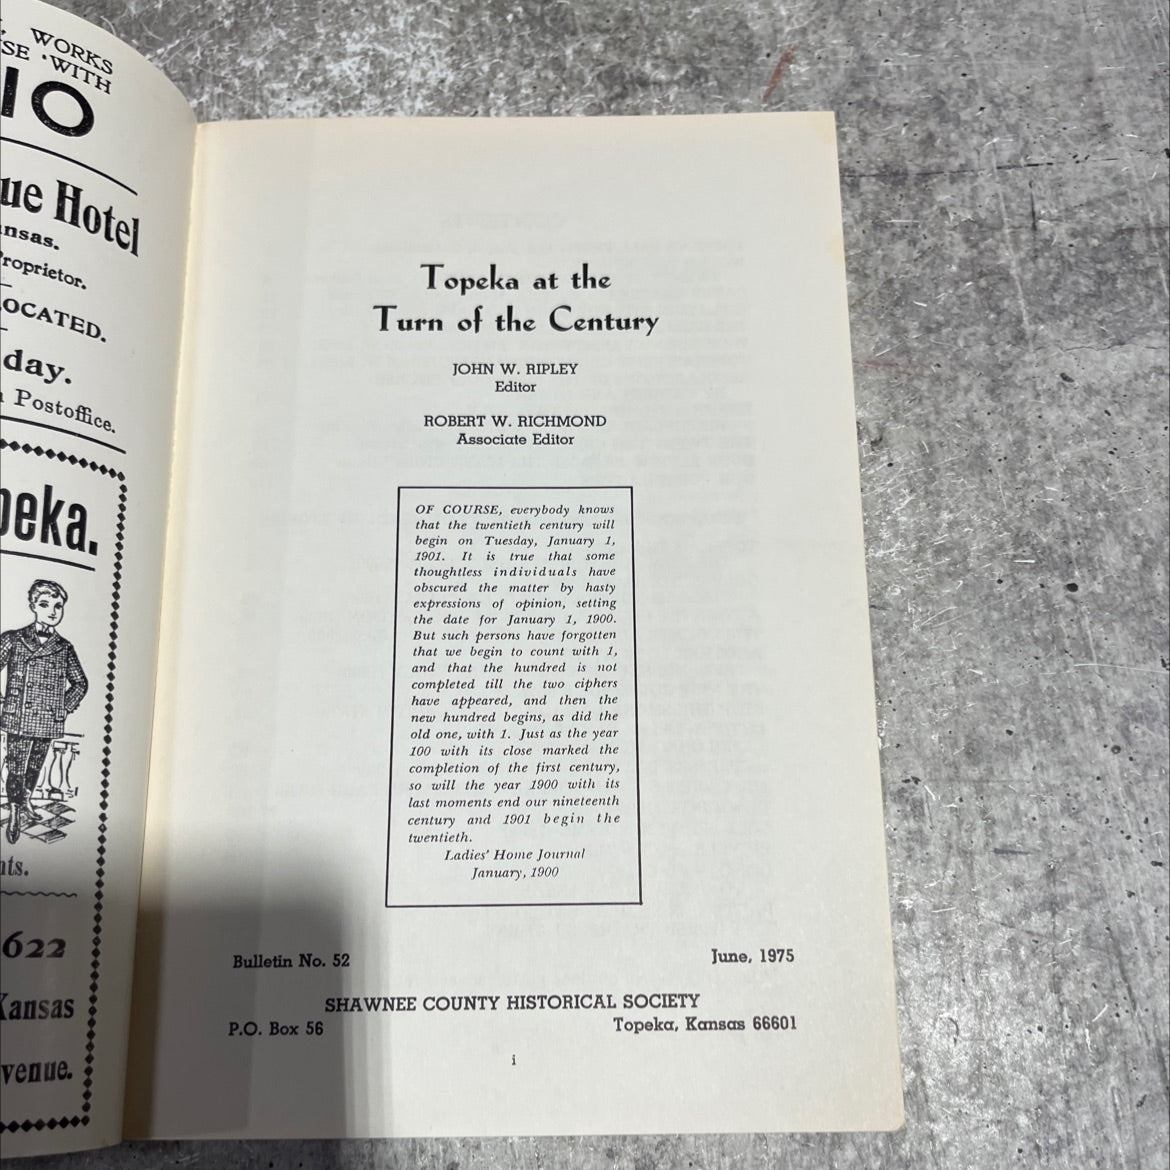 WORKS
WITH
IO
ue Hotel
nsas.
roprietor.
OCATED.
day.
Postoffice.
peka.
nts.
622
Kansas
venue.
Topeka at the
Turn of the Century
JOHN W. RIPLEY
Editor
ROBERT W. RICHMOND
Associate Editor
OF COURSE, everybody knows
that the twentieth century will
begin on Tuesday, January 1,
1901. It is true that some
thoughtless individuals have
obscured the matter by hasty
expressions of opinion, setting
the date for January 1, 1900.
But such persons have forgotten
that we begin to count with 1,
and that the hundred is not
completed till the two ciphers
have appeared, and then the
new hundred begins, as did the
old one, with 1. Just as the year
100 with its close marked the
completion of the first century,
so will the year 1900 with its
last moments end our nineteenth
century and 1901 begin the
twentieth.
Ladies' Home Journal
January, 1900
Bulletin No. 52 June, 1975
SHAWNEE COUNTY HISTORICAL SOCIETY
P.O. Box 56 Topeka, Kansas 66601
i